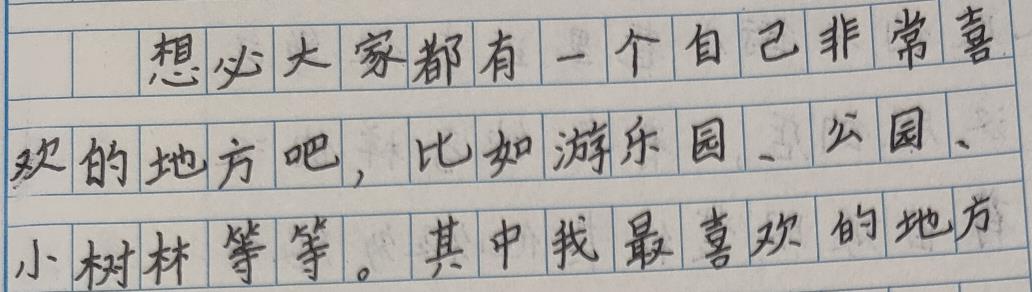 想必大家都有一个自己非常喜
欢的地方吧,比如游乐园、公园、
小树林等等。其中我最喜欢的地方